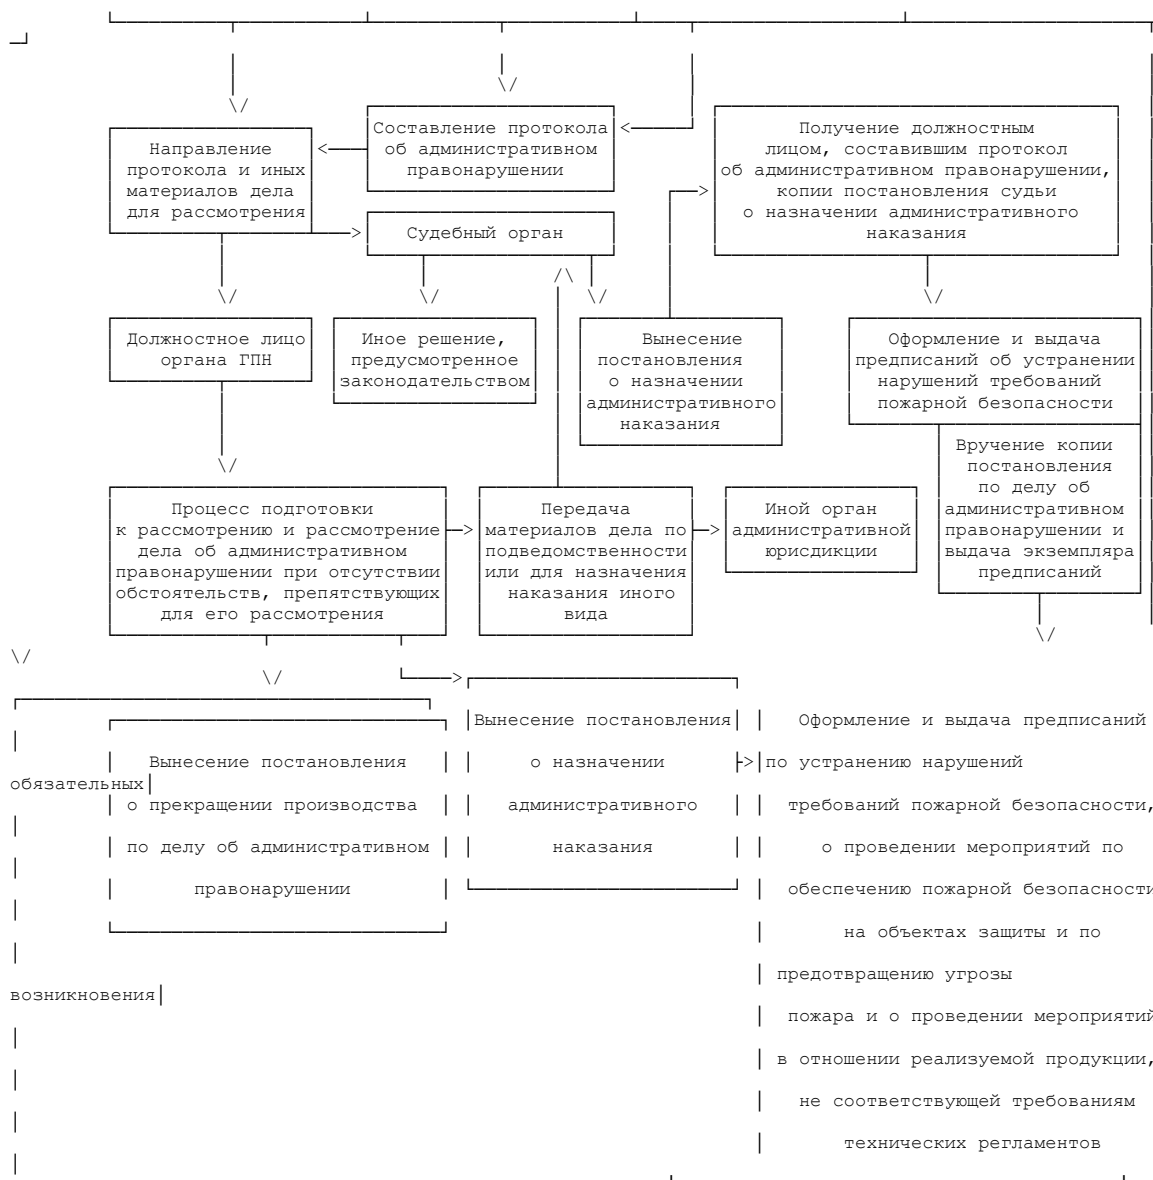 Составление протокола
об административном
правонарушении
Получение должностным
лицом, составившим протокол
об административном правонарушении,
копии постановления судьи
о назначении административного
наказания
Направление
протокола и иных
материалов дела
для рассмотрения
Судебный орган
Должностное лицо
органа ГПН
Иное решение,
предусмотренное
законодательством
Вынесение
постановления
о назначении
административного
наказания
Оформление и выдача
предписаний об устранении
нарушений требований
пожарной безопасности
Вручение копии
постановления
по делу об
административном
правонарушении и
выдача экземпляра
предписаний
Процесс подготовки
к рассмотрению и рассмотрение
дела об административном
правонарушении при отсутствии
обстоятельств, препятствующих
для его рассмотрения
Передача
материалов дела по
подведомственности
или для назначения
наказания иного
вида
Иной орган
административной
юрисдикции
Вынесение постановления
о прекращении производства
по делу об административном
правонарушении
Вынесение постановления
о назначении
административного
наказания
Оформление и выдача предписаний
обязательных
по устранению нарушений
требований пожарной безопасности,
о проведении мероприятий по
обеспечению пожарной безопасности
на объектах защиты и по
предотвращению угрозы
возникновения
пожара и о проведении мероприятий
в отношении реализуемой продукции,
не соответствующей требованиям
технических регламентов